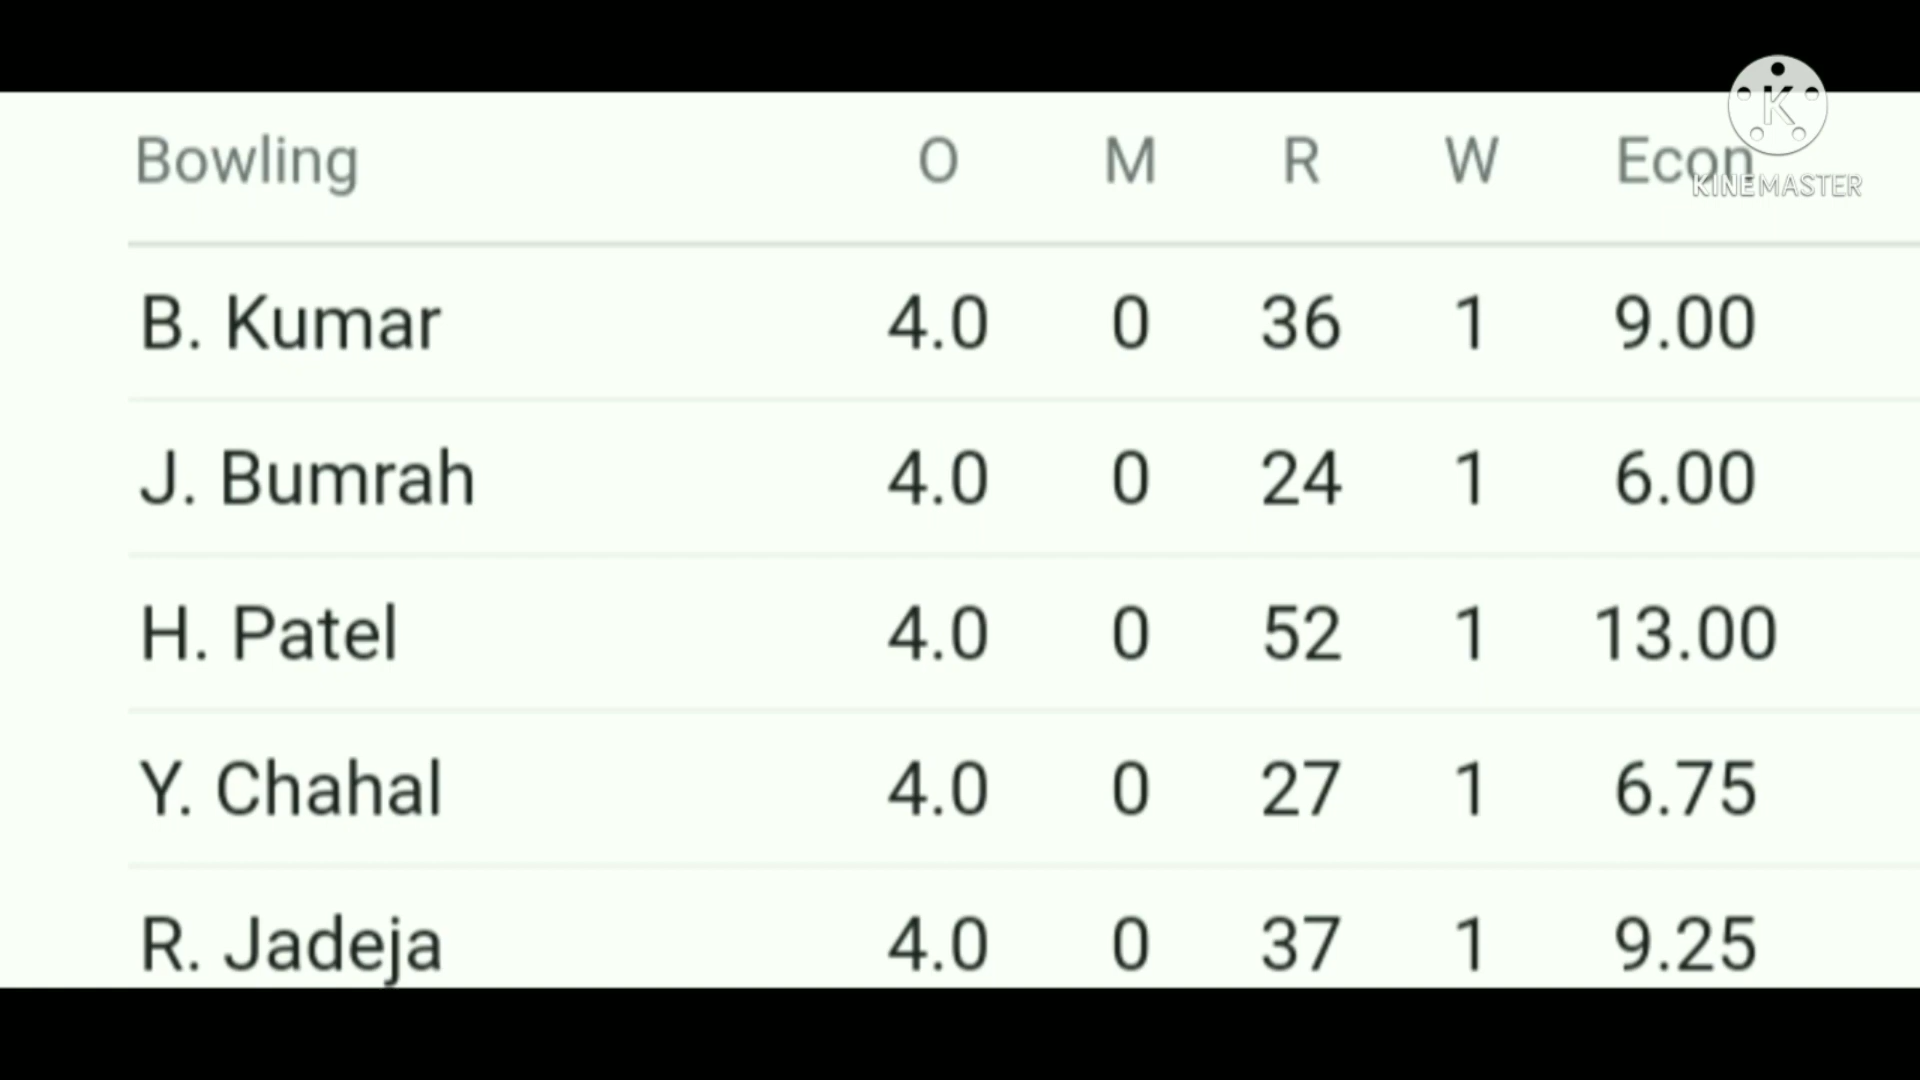 Bowling O M R W Econ
KINEMASTER
B. Kumar 4.0 0 36 1 9.00
J. Bumrah 4.0 0 24 1 6.00
H. Patel 4.0 0 52 1 13.00
Y. Chahal 4.0 0 27 1 6.75
R. Jadeja 4.0 0 37 1 9.25